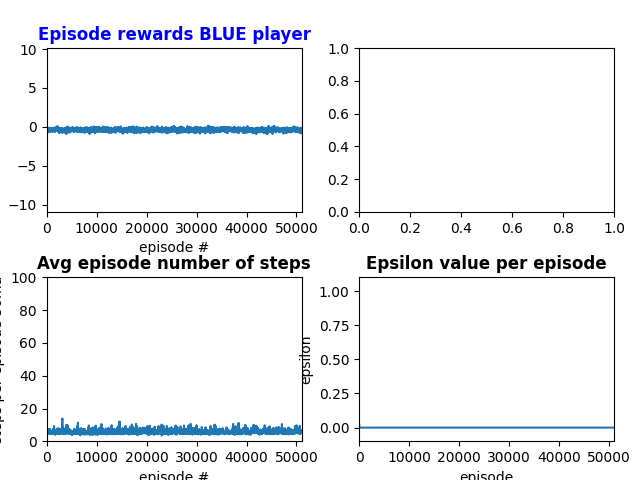 Episode rewards BLUE player
10
5
0
−5
−10
0 10000 20000 30000 40000 50000
episode #
1.0
0.8
0.6
0.4
0.2
0.0
0.0 0.2 0.4 0.6 0.8 1.0
Avg episode number of steps
100
80
60
40
20
0
0 10000 20000 30000 40000 50000
episode #
Epsilon value per episode
epsilon
1.00
0.75
0.50
0.25
0.00
0 10000 20000 30000 40000 50000
episode